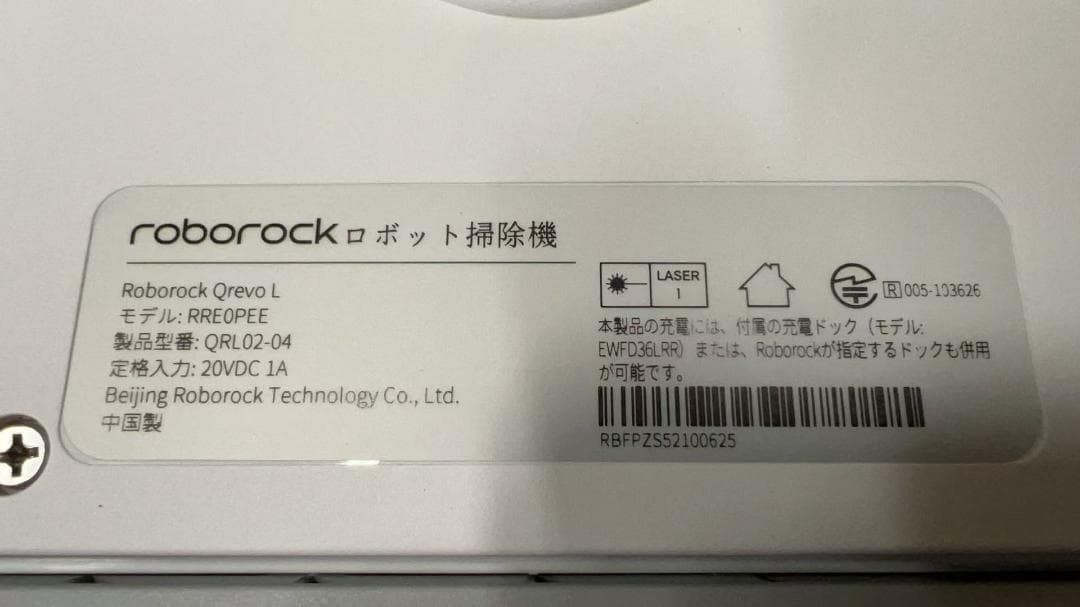 roborock ロボット掃除機
Roborock Qrevo L
モデル: RRE0PEE
製品型番: QRL02-04
定格入力: 20VDC 1A
Beijing Roborock Technology Co., Ltd.
中国製
LASER
1
R 005-103626
本製品の充電には、付属の充電ドック（モデル:
EWFD36LRR）または、Roborockが指定するドックも併用
が可能です。
RBFPZS52100625